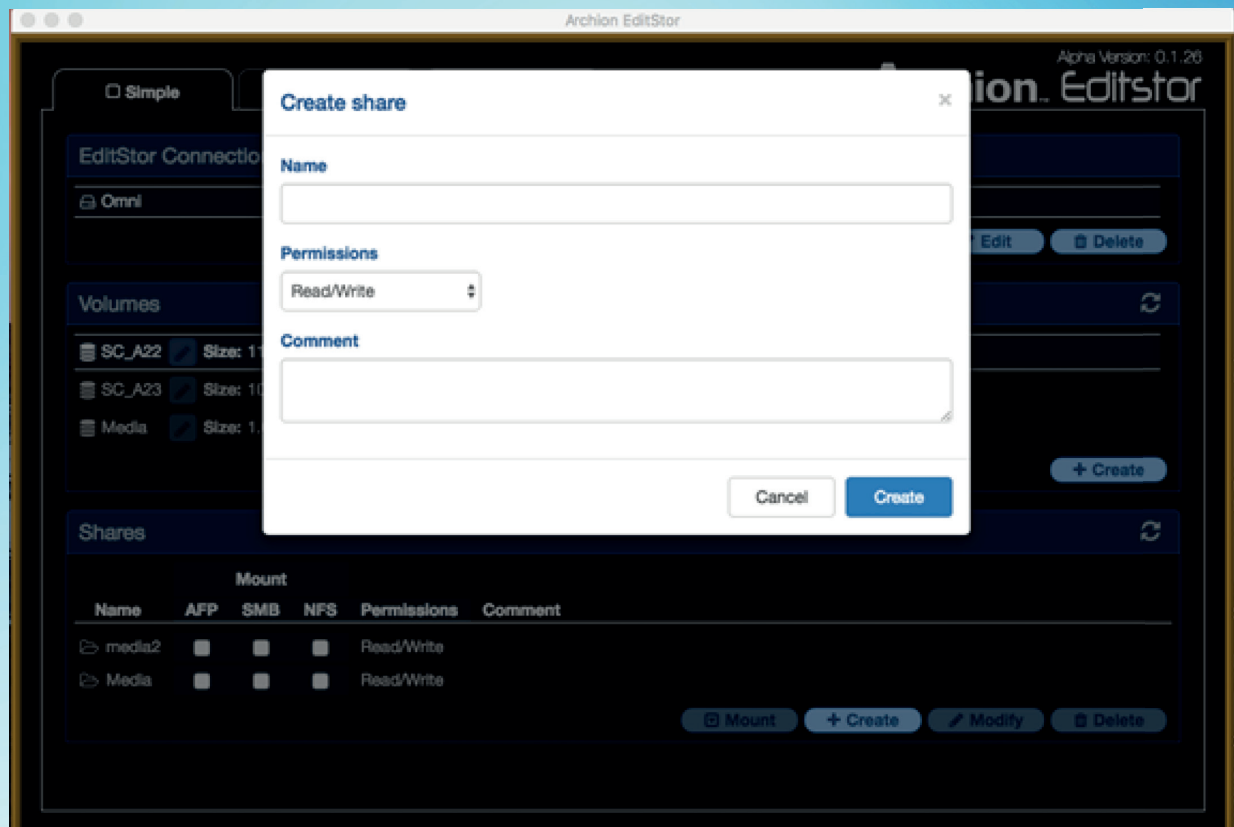 Archion EditStor
Alpha Version: 0.1.26
Simple
ion™ Editstor
Create share
×
EditStor Connectio
Name
Omni
Edit
Delete
Permissions
Read/Write
Volumes
Comment
SC_A22 Size: 11
SC_A23 Size: 10
Media Size: 1.
+ Create
Cancel
Create
Shares
Mount
Name AFP SMB NFS Permissions Comment
media2 Read/Write
Media Read/Write
Mount
+ Create
Modify
Delete